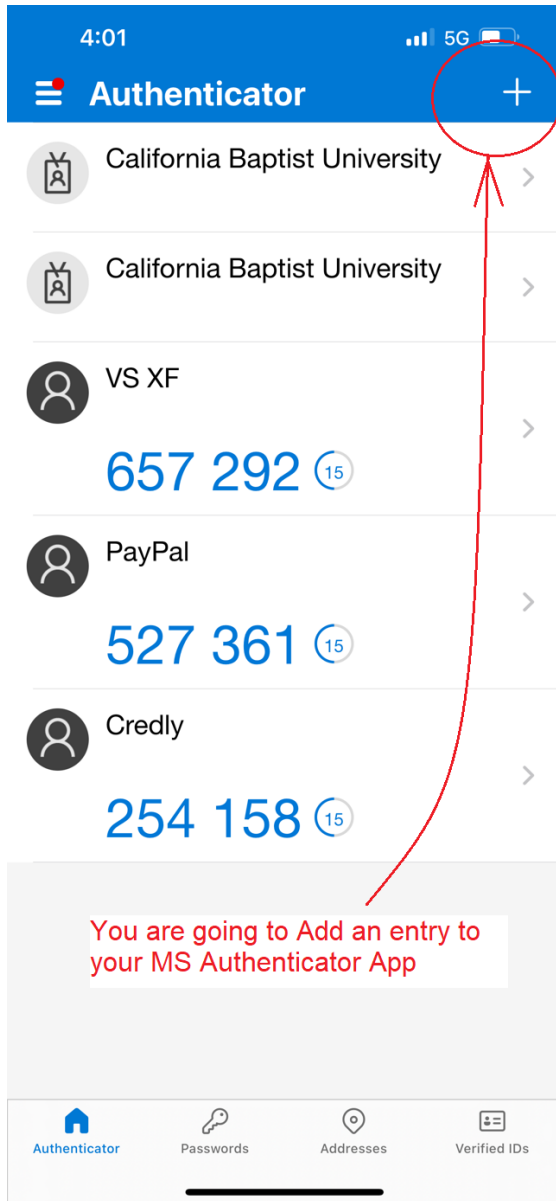 4:01
5G
Authenticator
California Baptist University
California Baptist University
VS XF
657 292
15
PayPal
527 361
15
Credly
254 158
15
You are going to Add an entry to
your MS Authenticator App
Authenticator
Passwords
Addresses
Verified IDs